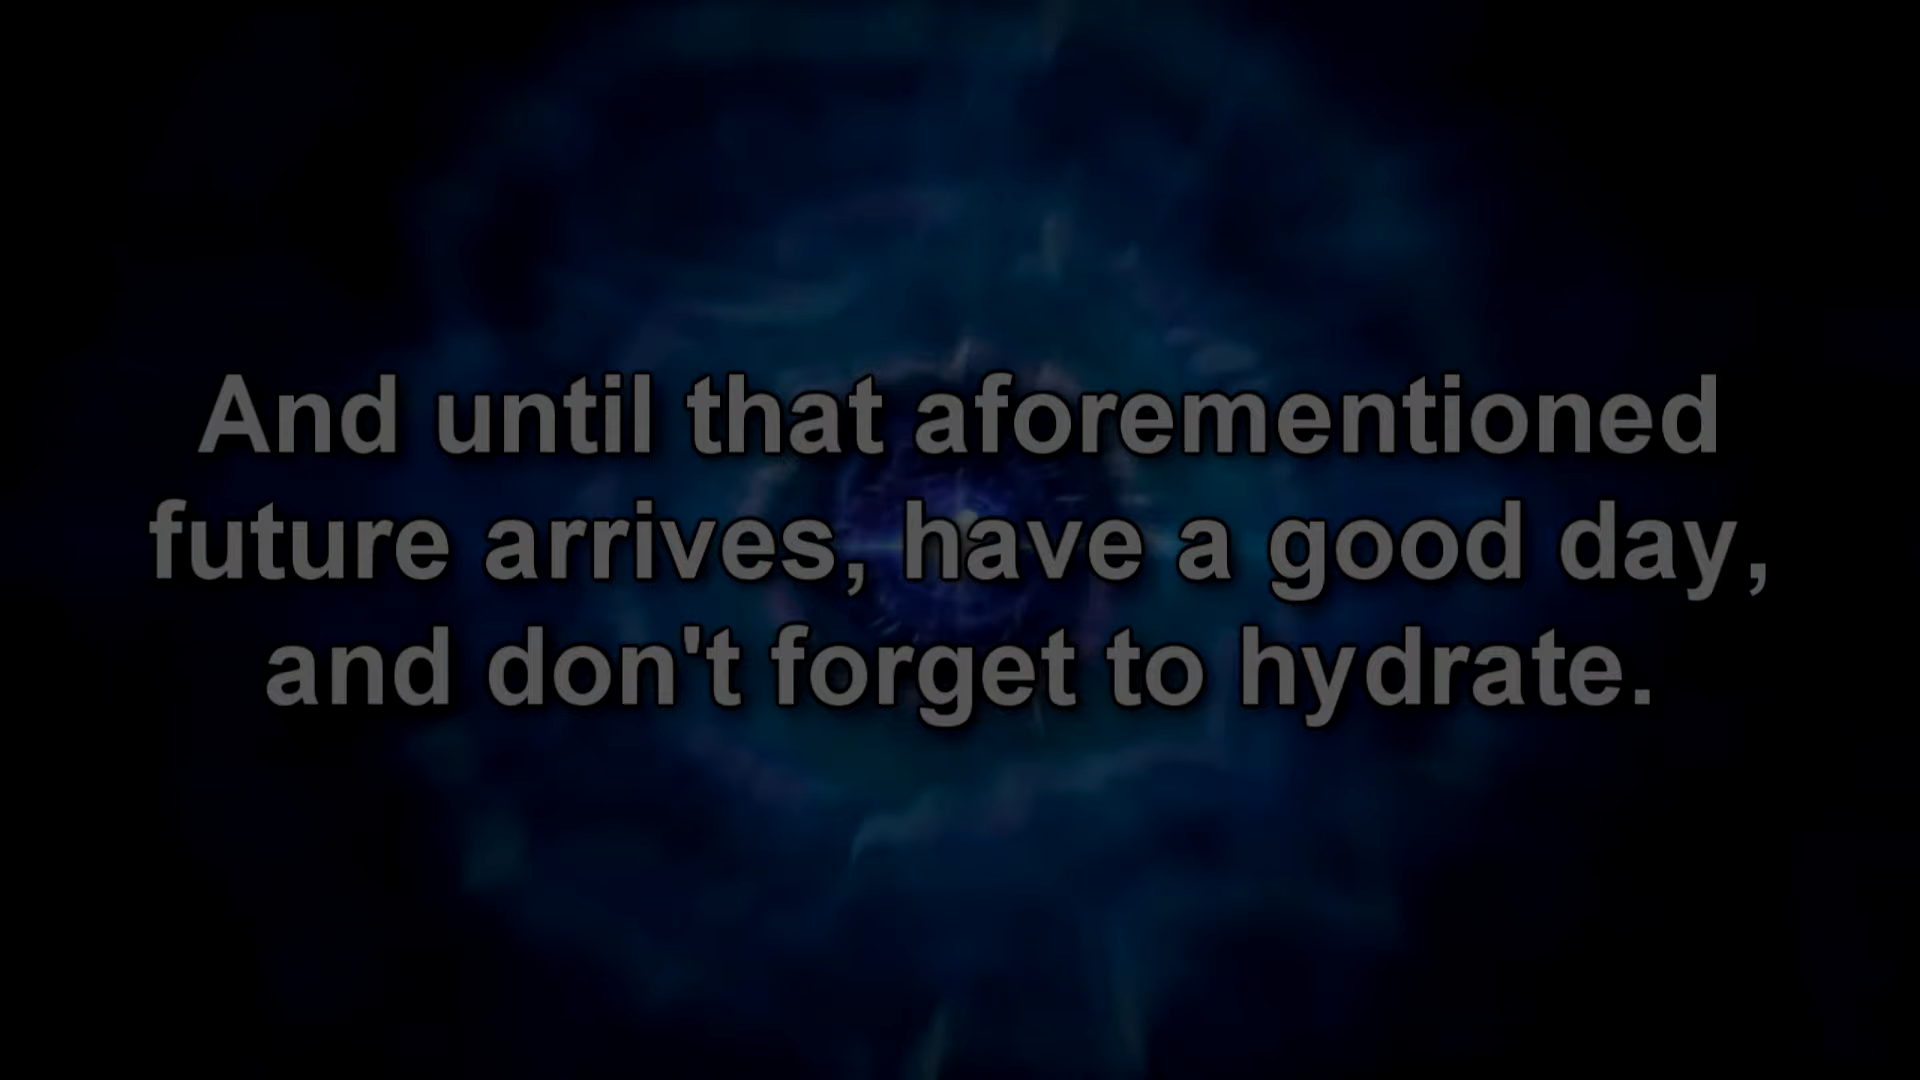 And until that aforementioned
future arrives, have a good day,
and don't forget to hydrate.